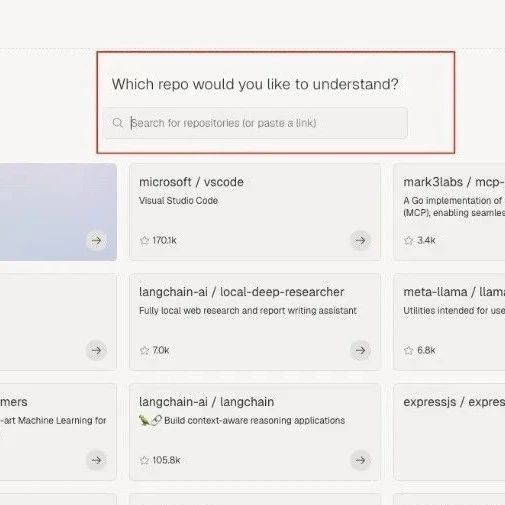 Which repo would you like to understand?
Search for repositories (or paste a link)
microsoft / vscode
Visual Studio Code
170.1k
mark3labs / mcp-
A Go implementation of
(MCP), enabling seamles
3.4k
langchain-ai / local-deep-researcher
Fully local web research and report writing assistant
7.0k
meta-llama / llam
Utilities intended for use
6.8k
mers
-art Machine Learning for
langchain-ai / langchain
🦜🔗 Build context-aware reasoning applications
105.8k
expressjs / expres